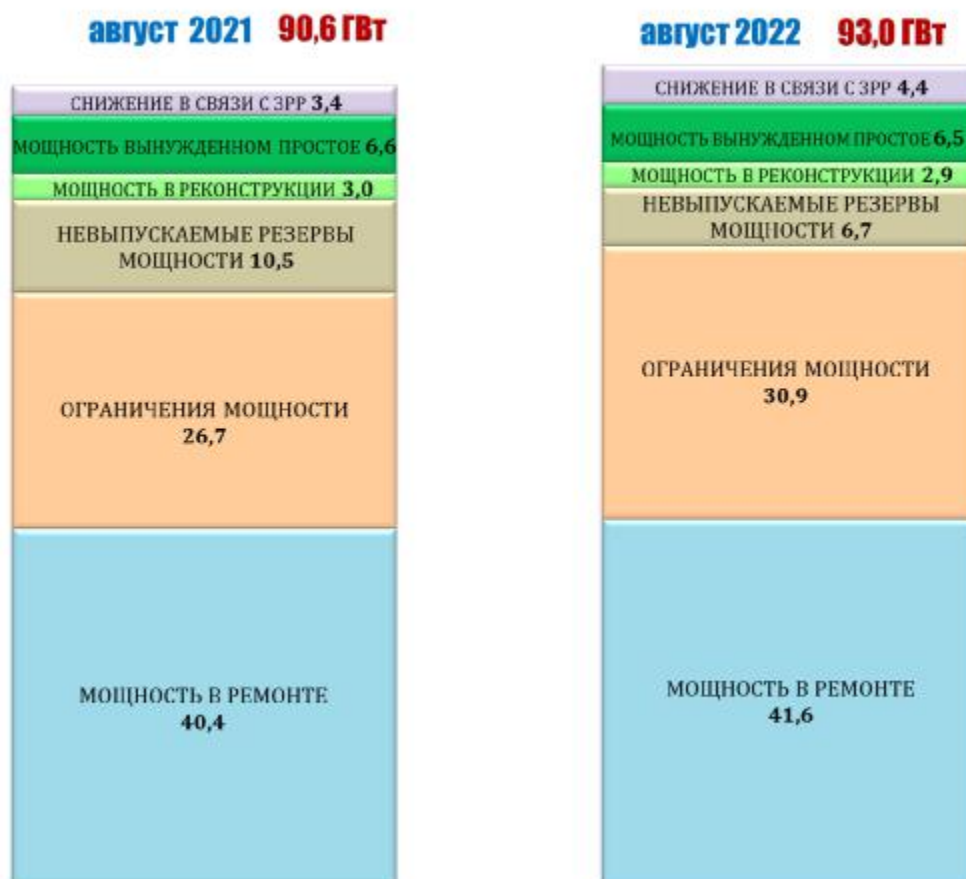 август 2021 90,6 ГВт
СНИЖЕНИЕ В СВЯЗИ С ЗРР 3,4
МОЩНОСТЬ ВЫНУЖДЕННОМ ПРОСТОЕ 6,6
МОЩНОСТЬ В РЕКОНСТРУКЦИИ 3,0
НЕВЫПУСКАЕМЫЕ РЕЗЕРВЫ
МОЩНОСТИ 10,5
ОГРАНИЧЕНИЯ МОЩНОСТИ
26,7
МОЩНОСТЬ В РЕМОНТЕ
40,4
август 2022 93,0 ГВт
СНИЖЕНИЕ В СВЯЗИ С ЗРР 4,4
МОЩНОСТЬ ВЫНУЖДЕННОМ ПРОСТОЕ 6,5
МОЩНОСТЬ В РЕКОНСТРУКЦИИ 2,9
НЕВЫПУСКАЕМЫЕ РЕЗЕРВЫ
МОЩНОСТИ 6,7
ОГРАНИЧЕНИЯ МОЩНОСТИ
30,9
МОЩНОСТЬ В РЕМОНТЕ
41,6